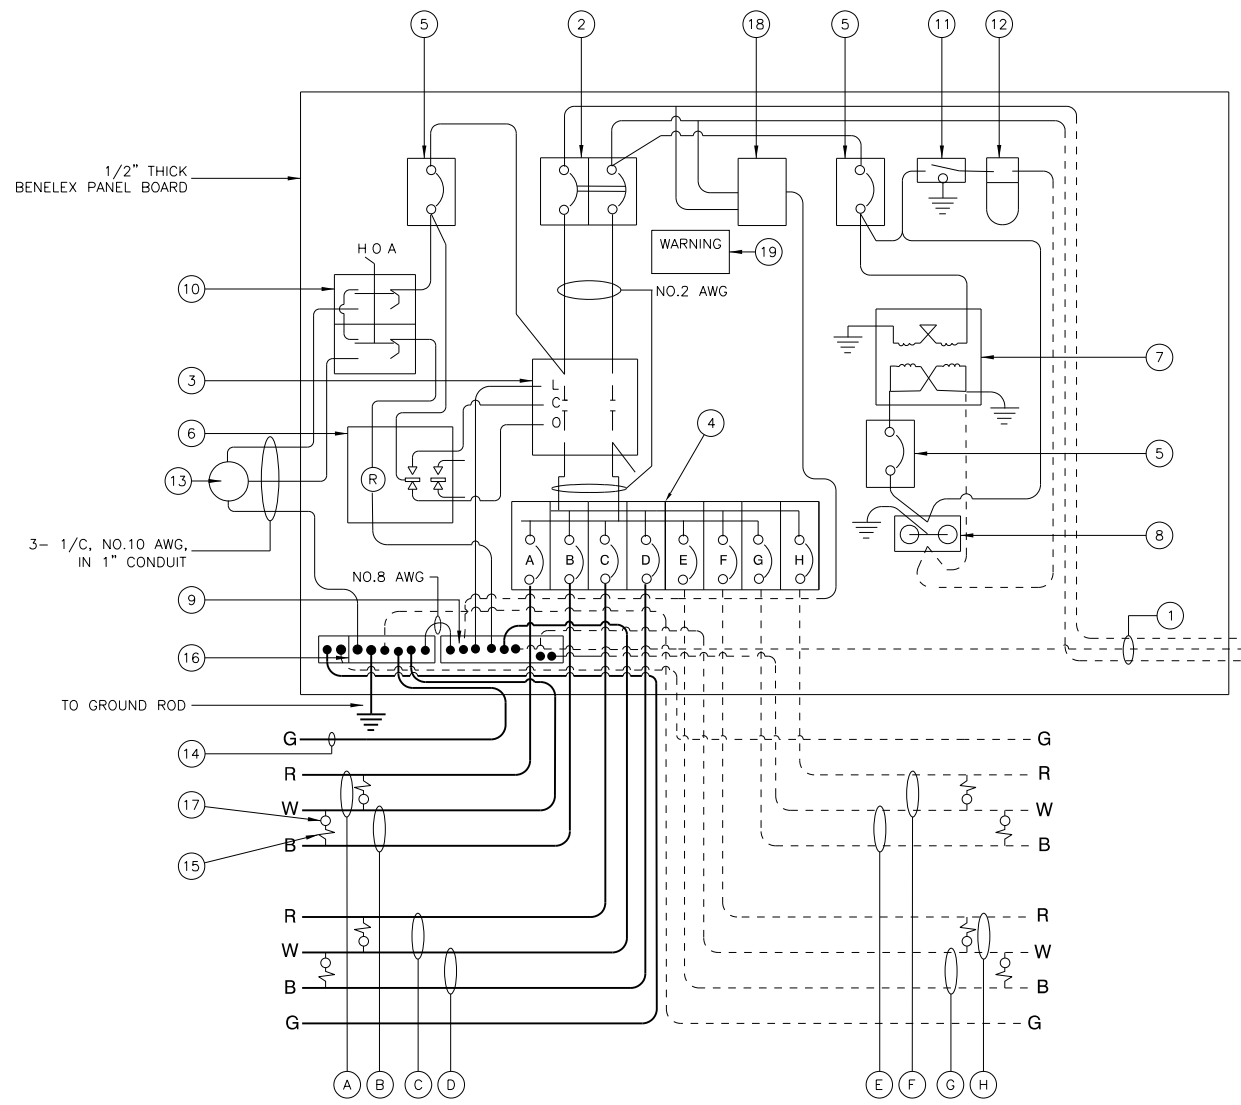 5 2 18 5 11 12
1/2" THICK
BENELEX PANEL BOARD
WARNING
19
H O A
10
NO.2 AWG
7
3
L
C
O
6
4
5
13
R
8
3– 1/C, NO.10 AWG,
IN 1" CONDUIT
A B C D E F G H
NO.8 AWG
9
1
16
TO GROUND ROD
14
G G
R R
17
W W
B B
15
R R
W W
B B
G G
A B C D E F G H